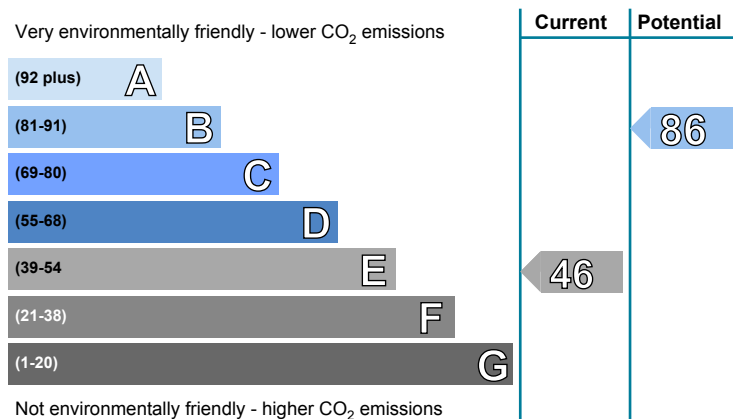 Current Potential
Very environmentally friendly - lower CO₂ emissions
(92 plus) A
(81-91) B
86
(69-80) C
(55-68) D
(39-54 E
46
(21-38) F
(1-20) G
Not environmentally friendly - higher CO₂ emissions